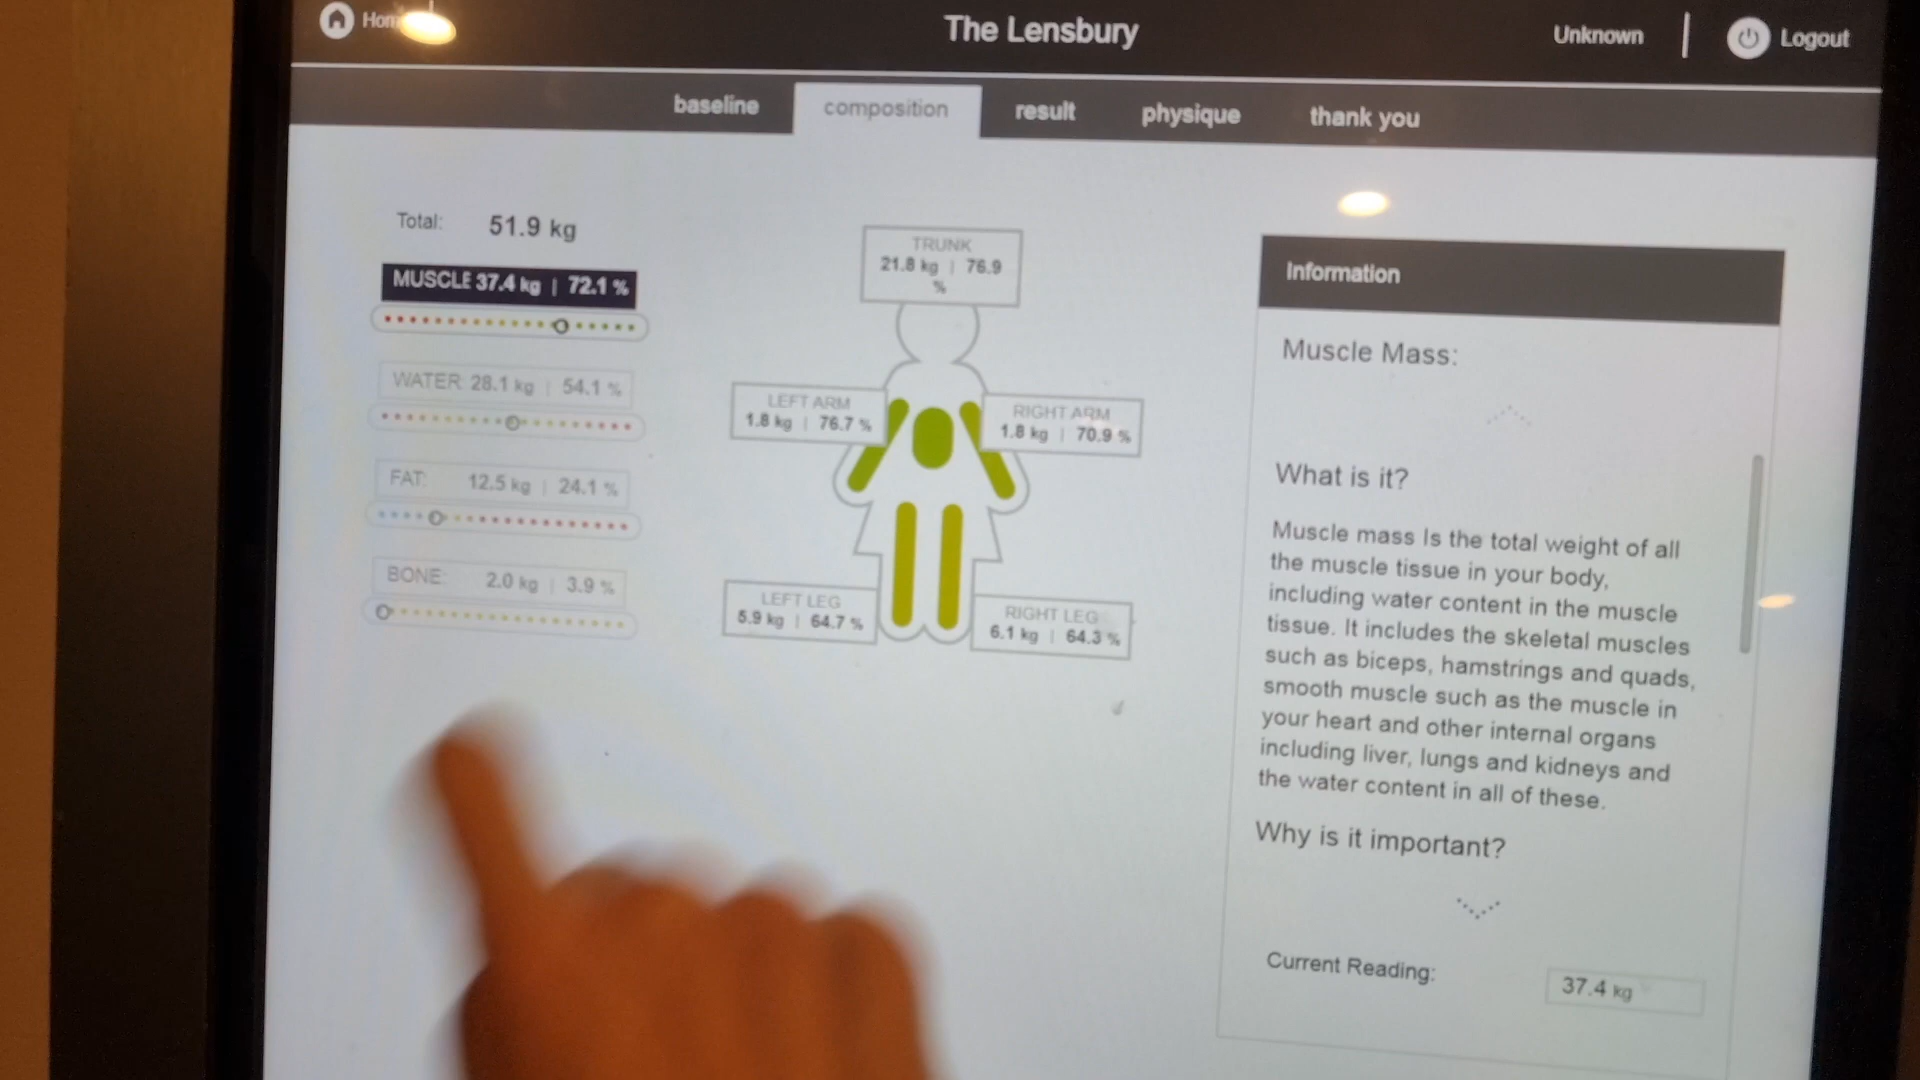 Home
The Lensbury
Unknown
Logout
baseline
composition
result
physique
thank you
Total: 51.9 kg
MUSCLE 37.4 kg | 72.1 %
WATER: 28.1 kg | 54.1 %
FAT: 12.5 kg | 24.1 %
BONE: 2.0 kg | 3.9 %
TRUNK
21.8 kg | 76.9
%
LEFT ARM
1.8 kg | 76.7 %
RIGHT ARM
1.8 kg | 70.9 %
LEFT LEG
5.9 kg | 64.7 %
RIGHT LEG
6.1 kg | 64.3 %
Information
Muscle Mass:
What is it?
Muscle mass Is the total weight of all
the muscle tissue in your body,
including water content in the muscle
tissue. It includes the skeletal muscles
such as biceps, hamstrings and quads,
smooth muscle such as the muscle in
your heart and other internal organs
including liver, lungs and kidneys and
the water content in all of these.
Why is it important?
Current Reading:
37.4 kg